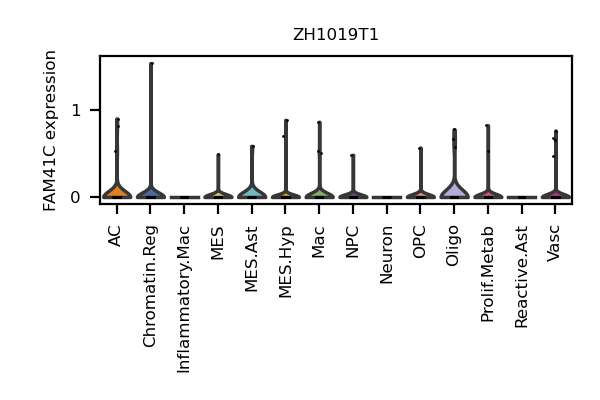 ZH1019T1
FAM41C expression
1
0
AC
Chromatin.Reg
Inflammatory.Mac
MES
MES.Ast
MES.Hyp
Mac
NPC
Neuron
OPC
Oligo
Prolif.Metab
Reactive.Ast
Vasc